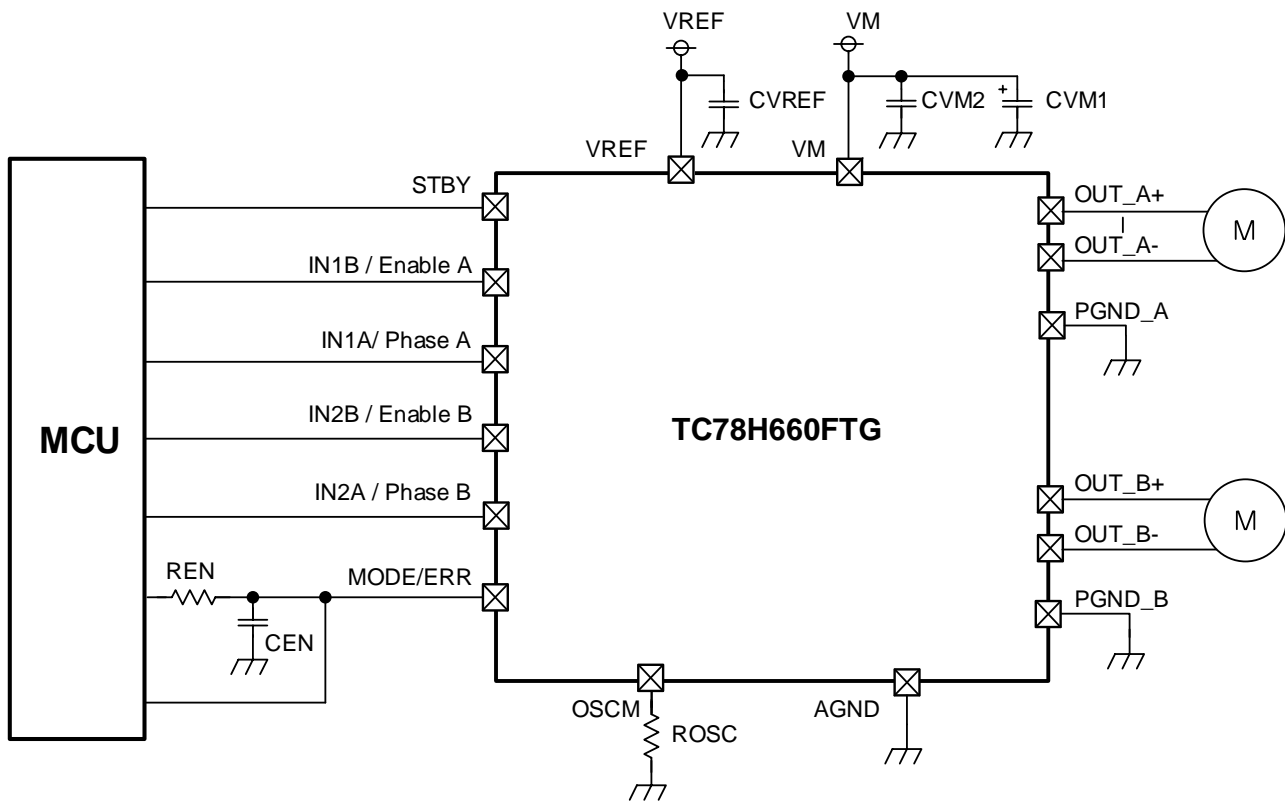 VREF
VM
CVREF
CVM2
+
CVM1
VREF
VM
STBY
OUT_A+
M
IN1B / Enable A
OUT_A-
PGND_A
IN1A/ Phase A
IN2B / Enable B
MCU
TC78H660FTG
IN2A / Phase B
OUT_B+
M
OUT_B-
REN
MODE/ERR
PGND_B
CEN
OSCM
AGND
ROSC